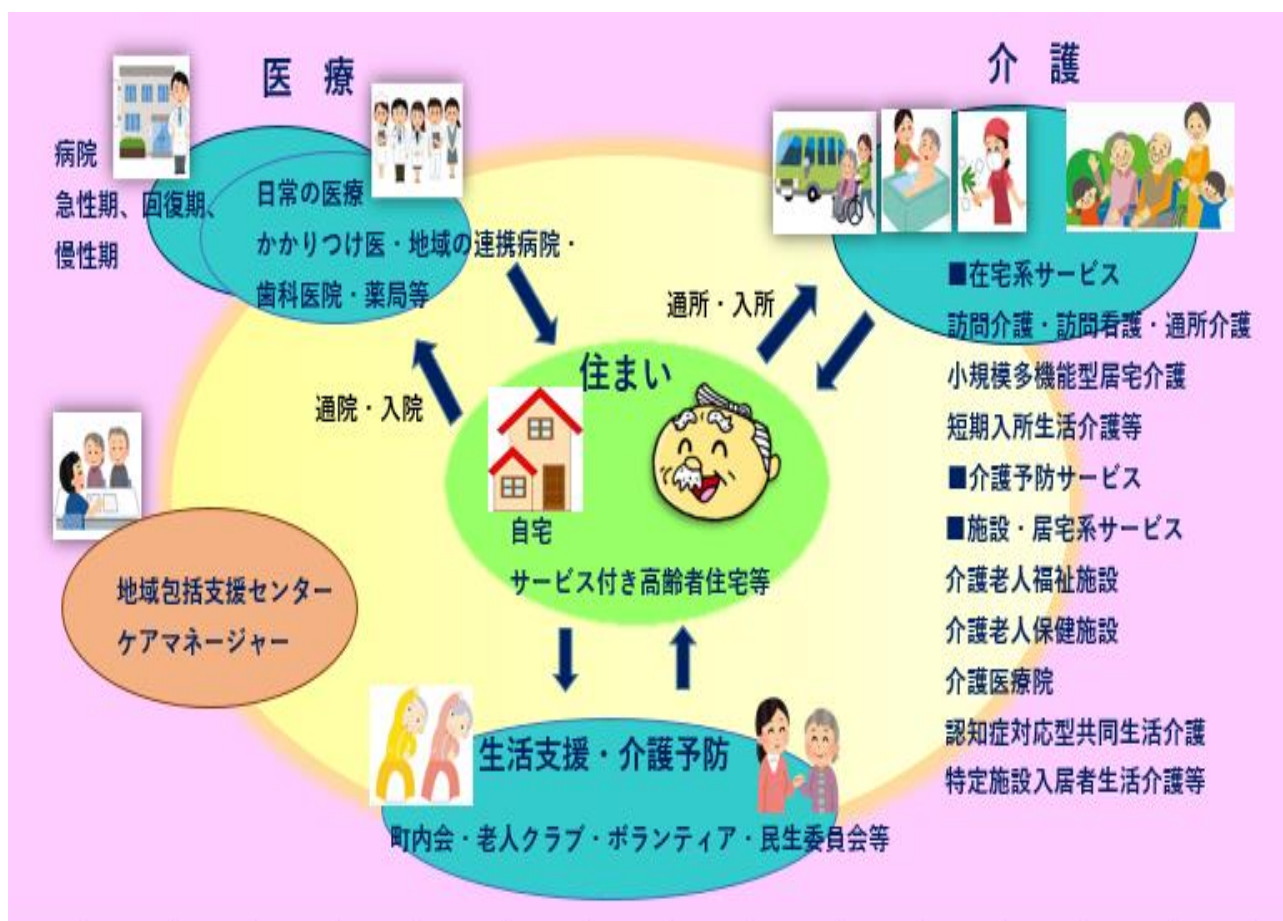 医 療
病院
急性期、回復期、
慢性期
日常の医療
かかりつけ医・地域の連携病院・
歯科医院・薬局等
介 護
■在宅系サービス
訪問介護・訪問看護・通所介護
小規模多機能型居宅介護
短期入所生活介護等
■介護予防サービス
■施設・居宅系サービス
介護老人福祉施設
介護老人保健施設
介護医療院
認知症対応型共同生活介護
特定施設入居者生活介護等
通所・入所
通院・入院
住まい
自宅
サービス付き高齢者住宅等
地域包括支援センター
ケアマネージャー
生活支援・介護予防
町内会・老人クラブ・ボランティア・民生委員会等